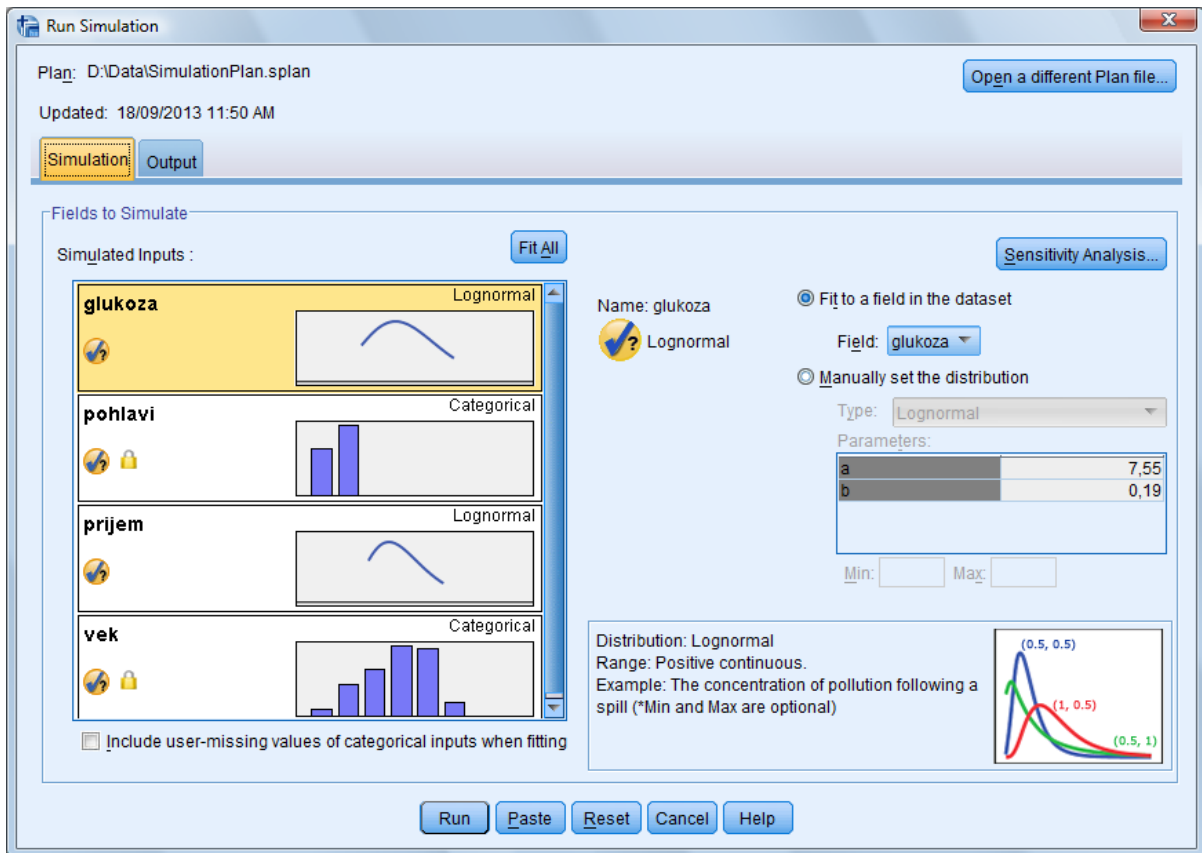 Run Simulation
Plan: D:\Data\SimulationPlan.splan
Open a different Plan file...
Updated: 18/09/2013 11:50 AM
Simulation
Output
Fields to Simulate
Simulated Inputs :
Fit All
Sensitivity Analysis...
glukoza
Lognormal
pohlavi
Categorical
prijem
Lognormal
vek
Categorical
Include user-missing values of categorical inputs when fitting
Name: glukoza
Lognormal
Fit to a field in the dataset
Field: glukoza
Manually set the distribution
Type: Lognormal
Parameters:
a 7,55
b 0,19
Min: Max:
Distribution: Lognormal
Range: Positive continuous.
Example: The concentration of pollution following a
spill (*Min and Max are optional)
(0.5, 0.5)
(1, 0.5)
(0.5, 1)
Run
Paste
Reset
Cancel
Help